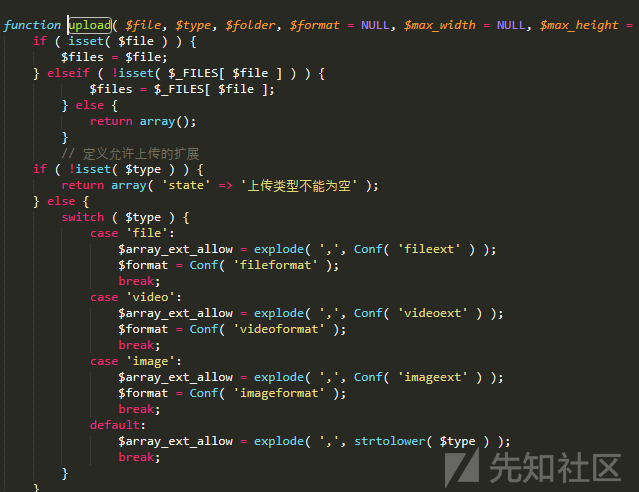 function upload( $file, $type, $folder, $format = NULL, $max_width = NULL, $max_height =
if ( isset( $file ) ) {
$files = $file;
} elseif ( !isset( $_FILES[ $file ] ) ) {
$files = $_FILES[ $file ];
} else {
return array();
}
// 定义允许上传的扩展
if ( !isset( $type ) ) {
return array( 'state' => '上传类型不能为空' );
} else {
switch ( $type ) {
case 'file':
$array_ext_allow = explode( ',', Conf( 'fileext' ) );
$format = Conf( 'fileformat' );
break;
case 'video':
$array_ext_allow = explode( ',', Conf( 'videoext' ) );
$format = Conf( 'videoformat' );
break;
case 'image':
$array_ext_allow = explode( ',', Conf( 'imageext' ) );
$format = Conf( 'imageformat' );
break;
default:
$array_ext_allow = explode( ',', strtolower( $type ) );
break;
}
}
先知社区